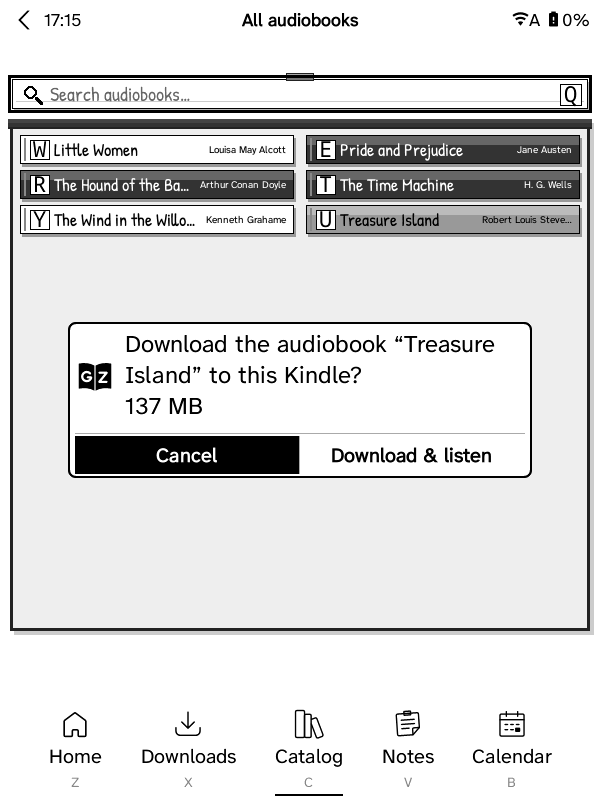 17:15
All audiobooks
A 0%
Search audiobooks...
Q
W Little Women Louisa May Alcott
E Pride and Prejudice Jane Austen
R The Hound of the Ba... Arthur Conan Doyle
T The Time Machine H. G. Wells
Y The Wind in the Willo... Kenneth Grahame
U Treasure Island Robert Louis Steve...
GZ
Download the audiobook “Treasure
Island” to this Kindle?
137 MB
Cancel
Download & listen
Home
Downloads
Catalog
Notes
Calendar
Z
X
C
V
B